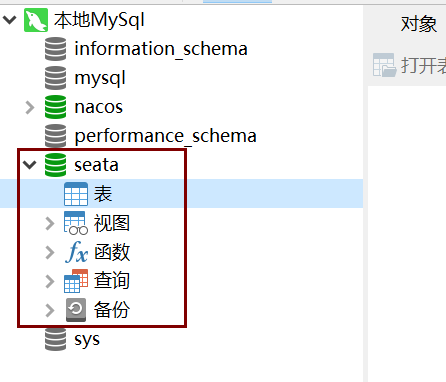 本地MySql
对象
information_schema
mysql
打开表
nacos
performance_schema
seata
表
视图
fx 函数
查询
备份
sys